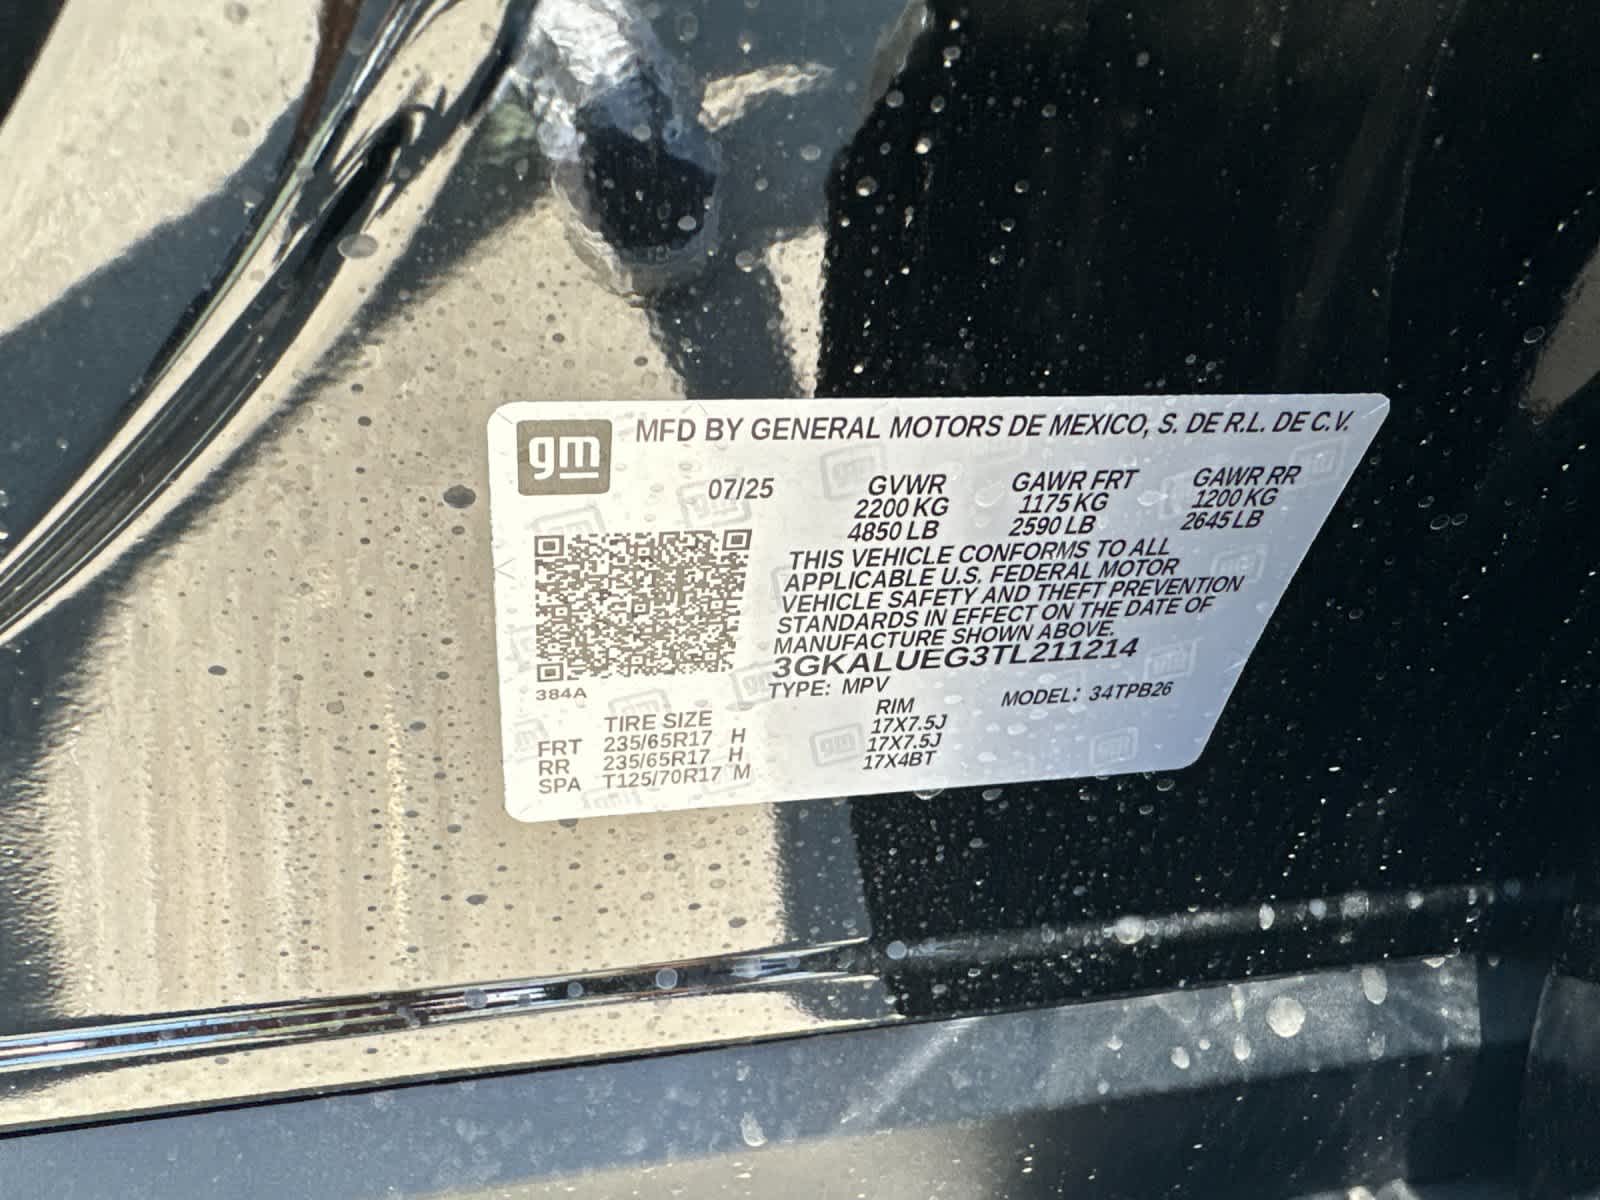 gm
MFD BY GENERAL MOTORS DE MEXICO, S. DE R.L. DE C.V.
07/25
GVWR GAWR FRT GAWR RR
2200 KG 1175 KG 1200 KG
4850 LB 2590 LB 2645 LB
THIS VEHICLE CONFORMS TO ALL
APPLICABLE U.S. FEDERAL MOTOR
VEHICLE SAFETY AND THEFT PREVENTION
STANDARDS IN EFFECT ON THE DATE OF
MANUFACTURE SHOWN ABOVE.
3GKALUEG3TL211214
384A
TYPE: MPV MODEL: 34TPB26
TIRE SIZE RIM
FRT 235/65R17 H 17X7.5J
RR 235/65R17 H 17X7.5J
SPA T125/70R17 M 17X4BT